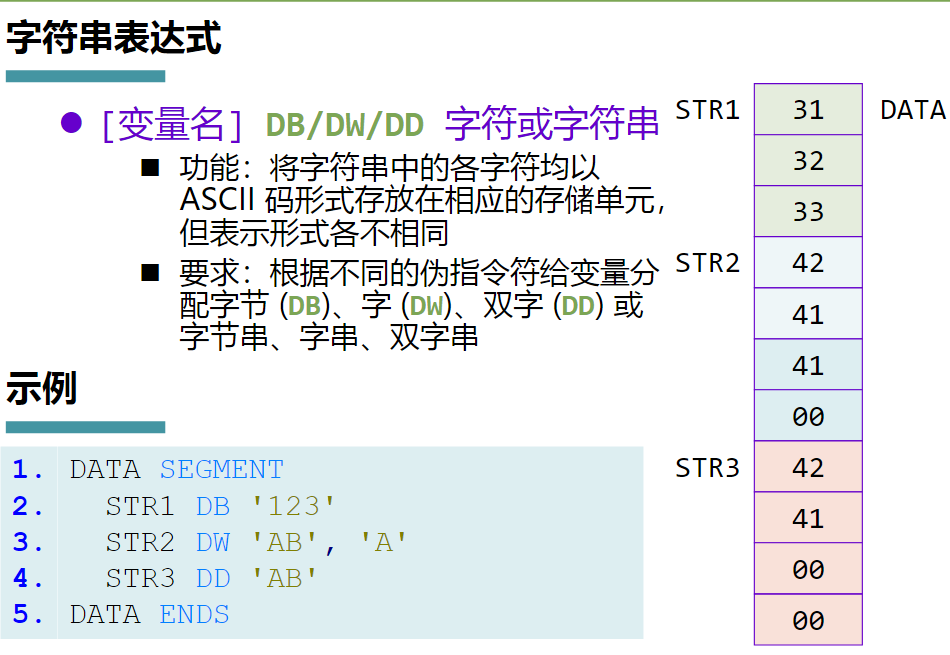 字符串表达式
[变量名] DB/DW/DD 字符或字符串
功能：将字符串中的各字符均以
ASCII 码形式存放在相应的存储单元，
但表示形式各不相同
要求：根据不同的伪指令符给变量分
配字节 (DB)、字 (DW)、双字 (DD) 或
字节串、字串、双字串
示例
1. DATA SEGMENT
2. STR1 DB '123'
3. STR2 DW 'AB', 'A'
4. STR3 DD 'AB'
5. DATA ENDS
STR1 31 DATA
32
33
STR2 42
41
41
00
STR3 42
41
00
00